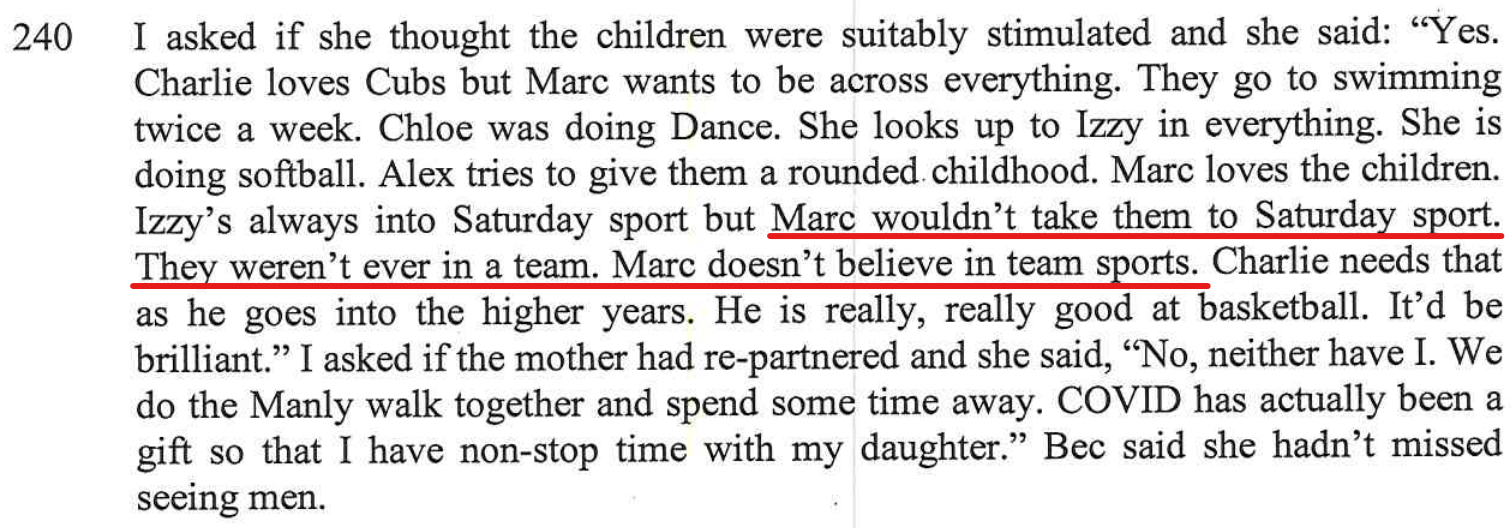 240 I asked if she thought the children were suitably stimulated and she said: “Yes.
Charlie loves Cubs but Marc wants to be across everything. They go to swimming
twice a week. Chloe was doing Dance. She looks up to Izzy in everything. She is
doing softball. Alex tries to give them a rounded childhood. Marc loves the children.
Izzy’s always into Saturday sport but Marc wouldn’t take them to Saturday sport.
They weren’t ever in a team. Marc doesn’t believe in team sports. Charlie needs that
as he goes into the higher years. He is really, really good at basketball. It’d be
brilliant.” I asked if the mother had re-partnered and she said, “No, neither have I. We
do the Manly walk together and spend some time away. COVID has actually been a
gift so that I have non-stop time with my daughter.” Bec said she hadn’t missed
seeing men.